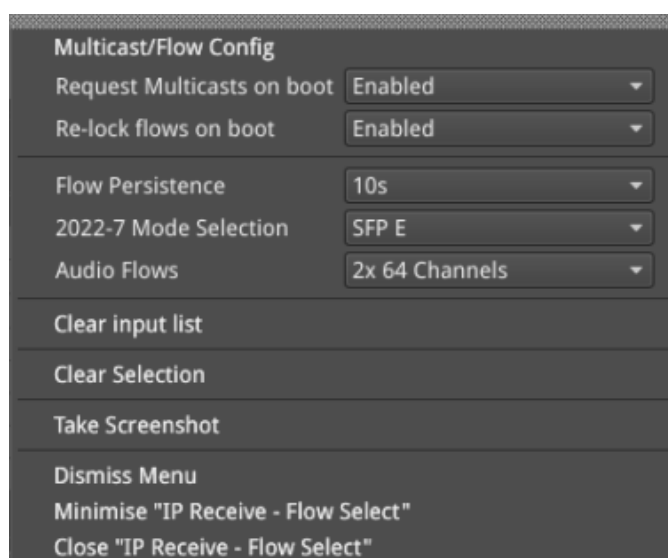 Multicast/Flow Config
Request Multicasts on boot Enabled
Re-lock flows on boot Enabled
Flow Persistence 10s
2022-7 Mode Selection SFP E
Audio Flows 2x 64 Channels
Clear input list
Clear Selection
Take Screenshot
Dismiss Menu
Minimise "IP Receive - Flow Select"
Close "IP Receive - Flow Select"